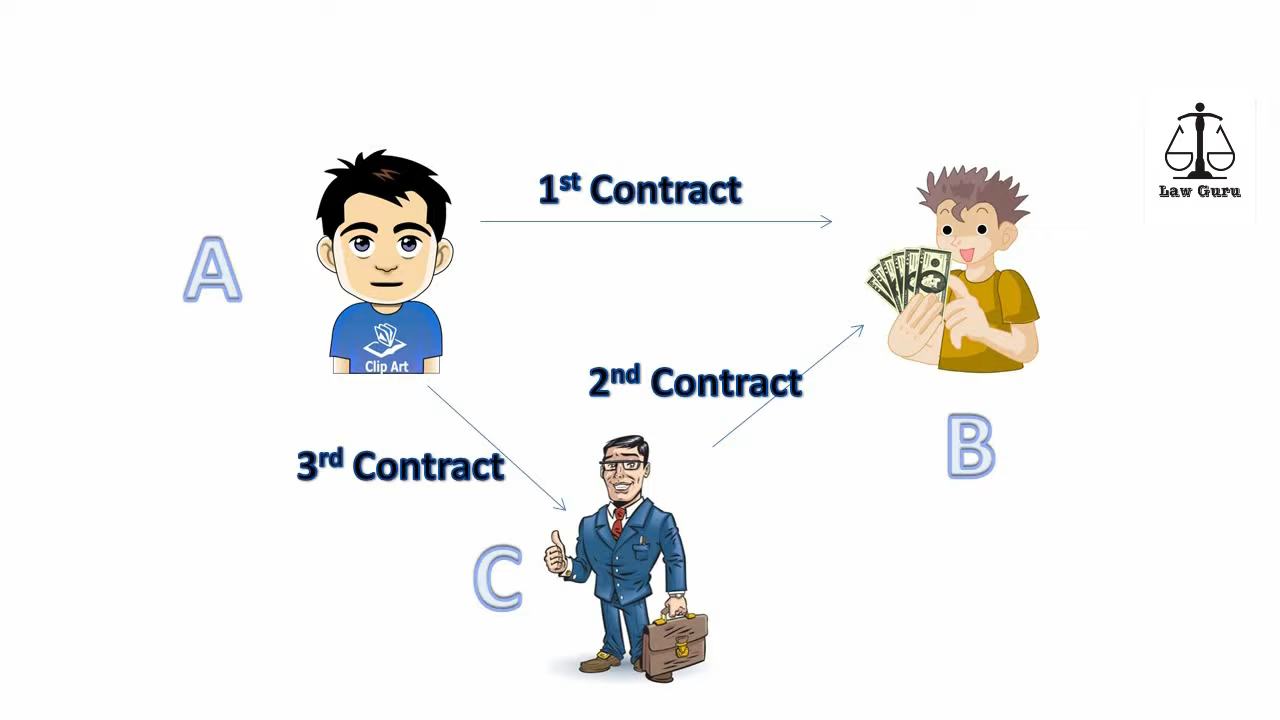 1st Contract
Law Guru
A
Clip Art
2nd Contract
B
3rd Contract
C